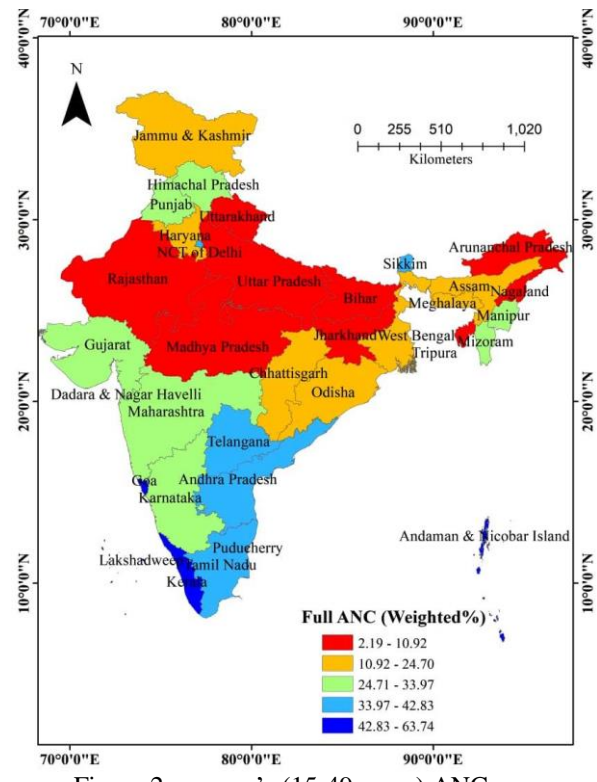 70°0'0"E 80°0'0"E 90°0'0"E
40°0'0"N 40°0'0"N
N
0 255 510 1,020
Kilometers
Jammu & Kashmir
Himachal Pradesh
Punjab
Uttarakhand
30°0'0"N 30°0'0"N
Haryana
NCT of Delhi
Arunanchal Pradesh
Sikkim
Rajasthan
Uttar Pradesh
Assam
Nagaland
Bihar
Meghalaya
Manipur
Gujarat
Madhya Pradesh
Jharkhand
West Bengal
Mizoram
Tripura
Chhattisgarh
Dadara & Nagar Havelli
Odisha
Maharashtra
20°0'0"N 20°0'0"N
Telangana
Andhra Pradesh
Goa
Karnataka
Andaman & Nicobar Island
Puducherry
Lakshadweep
Tamil Nadu
Kerala
10°0'0"N 10°0'0"N
Full ANC (Weighted%)
2.19 - 10.92
10.92 - 24.70
24.71 - 33.97
33.97 - 42.83
42.83 - 63.74
70°0'0"E 80°0'0"E 90°0'0"E
(15-49 ANC